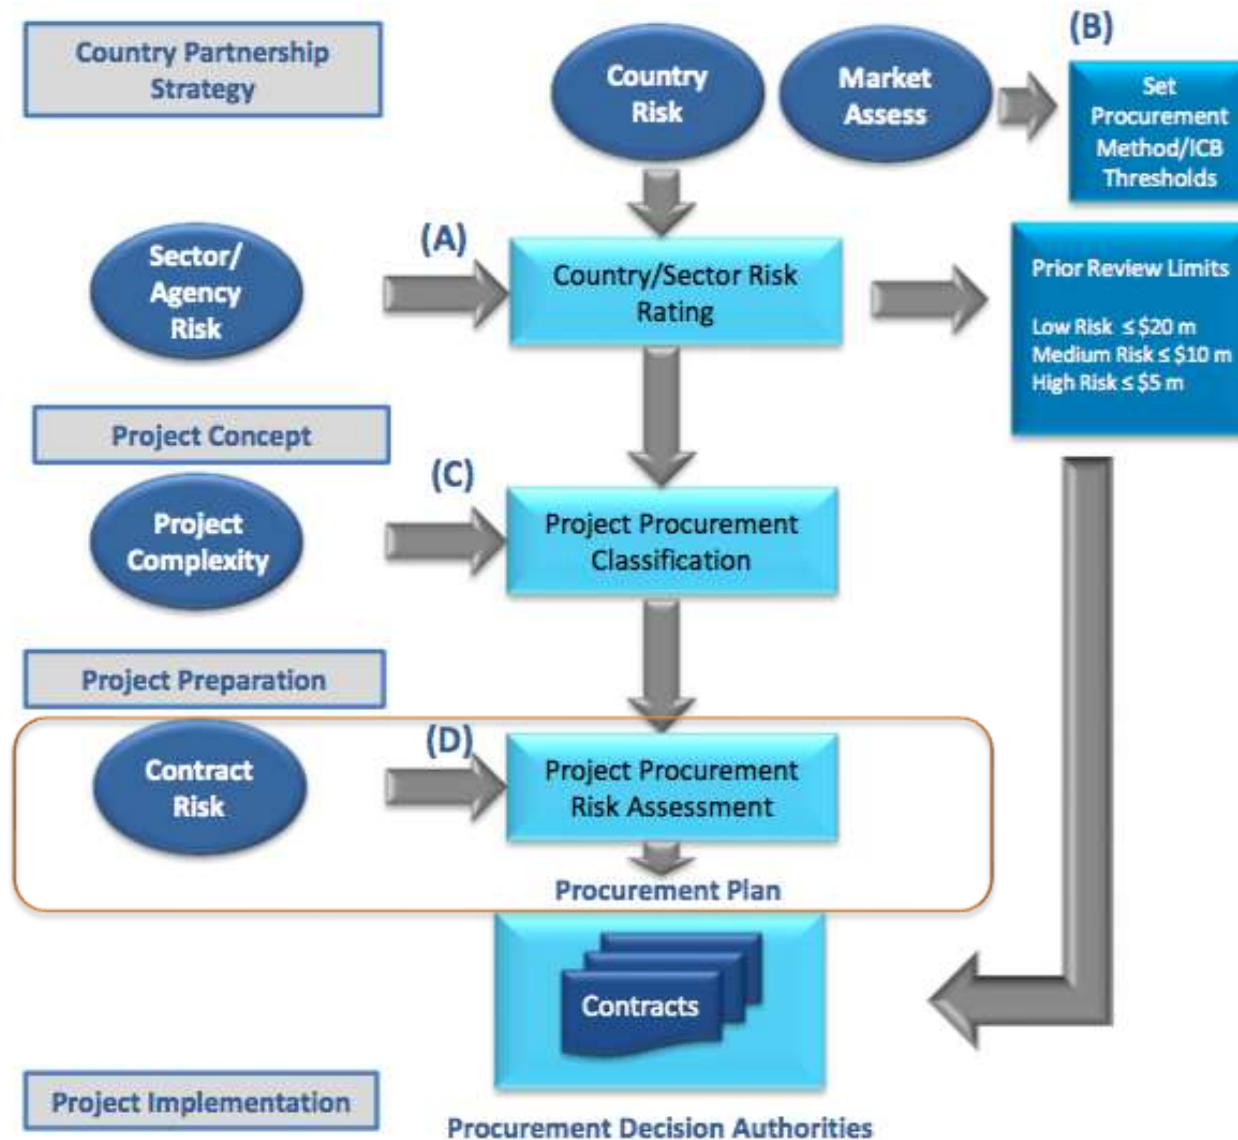 Country Partnership
Strategy
Country
Risk
Market
Assess
(B)
Set
Procurement
Method/ICB
Thresholds
Sector/
Agency
Risk
(A)
Country/Sector Risk
Rating
Prior Review Limits
Low Risk ≤ $20 m
Medium Risk ≤ $10 m
High Risk ≤ $5 m
Project Concept
Project
Complexity
(C)
Project Procurement
Classification
Project Preparation
Contract
Risk
(D)
Project Procurement
Risk Assessment
Procurement Plan
Contracts
Project Implementation
Procurement Decision Authorities